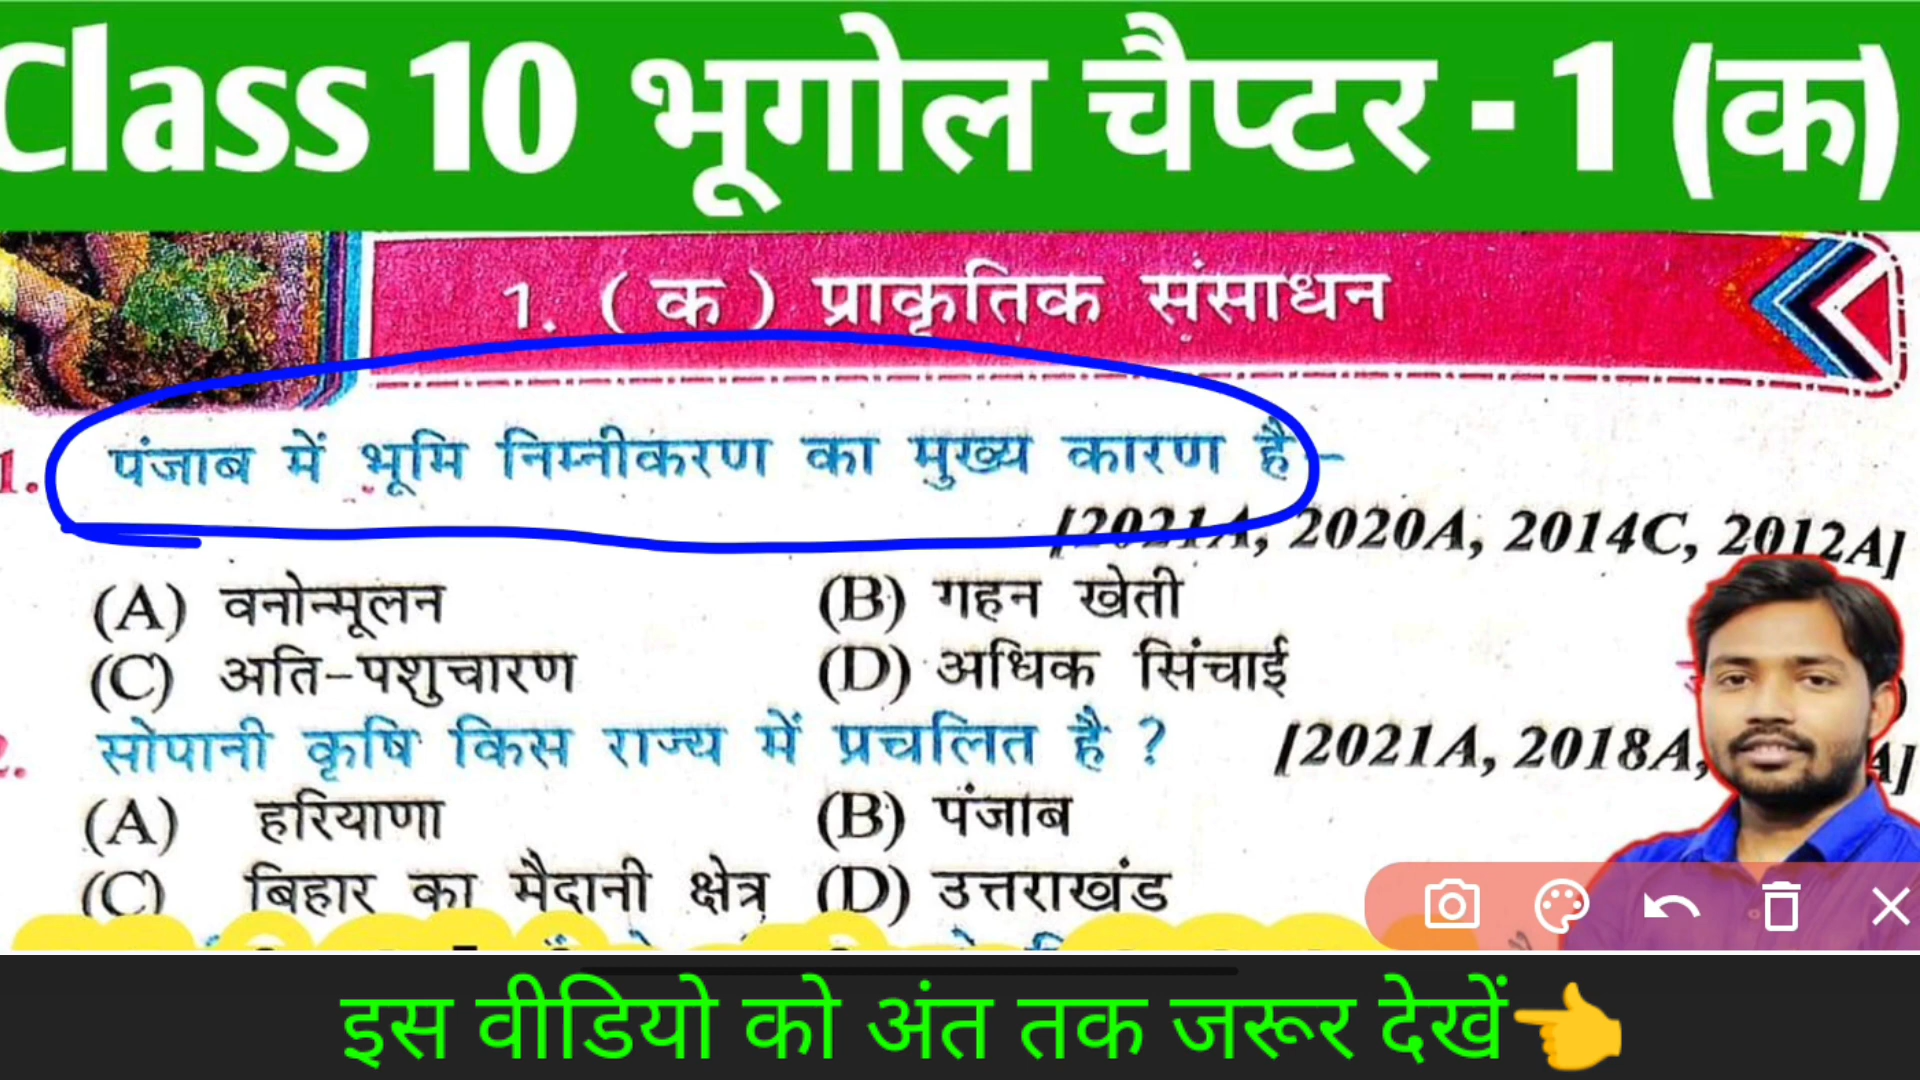 Class 10 भूगोल चैप्टर - 1 (क)
1. ( क ) प्राकृतिक संसाधन
1. पंजाब में भूमि निम्नीकरण का मुख्य कारण है–
[2021A, 2020A, 2014C, 2012A]
(A) वनोन्मूलन (B) गहन खेती
(C) अति-पशुचारण (D) अधिक सिंचाई
2. सोपानी कृषि किस राज्य में प्रचलित है ? [2021A, 2018A, A]
(A) हरियाणा (B) पंजाब
(C) बिहार का मैदानी क्षेत्र (D) उत्तराखंड
इस वीडियो को अंत तक जरूर देखें👈